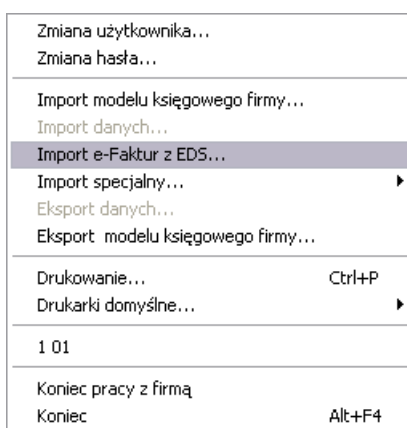 Zmiana użytkownika...
Zmiana hasła...
Import modelu księgowego firmy...
Import danych...
Import e-Faktur z EDS...
Import specjalny...
Eksport danych...
Eksport modelu księgowego firmy...
Drukowanie... Ctrl+P
Drukarki domyślne...
1 01
Koniec pracy z firmą
Koniec Alt+F4